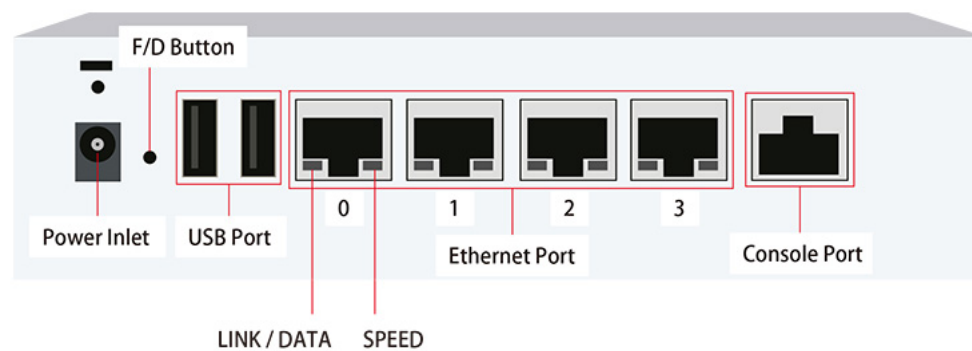 F/D Button
0
1
2
3
Power Inlet
USB Port
Ethernet Port
Console Port
LINK / DATA
SPEED